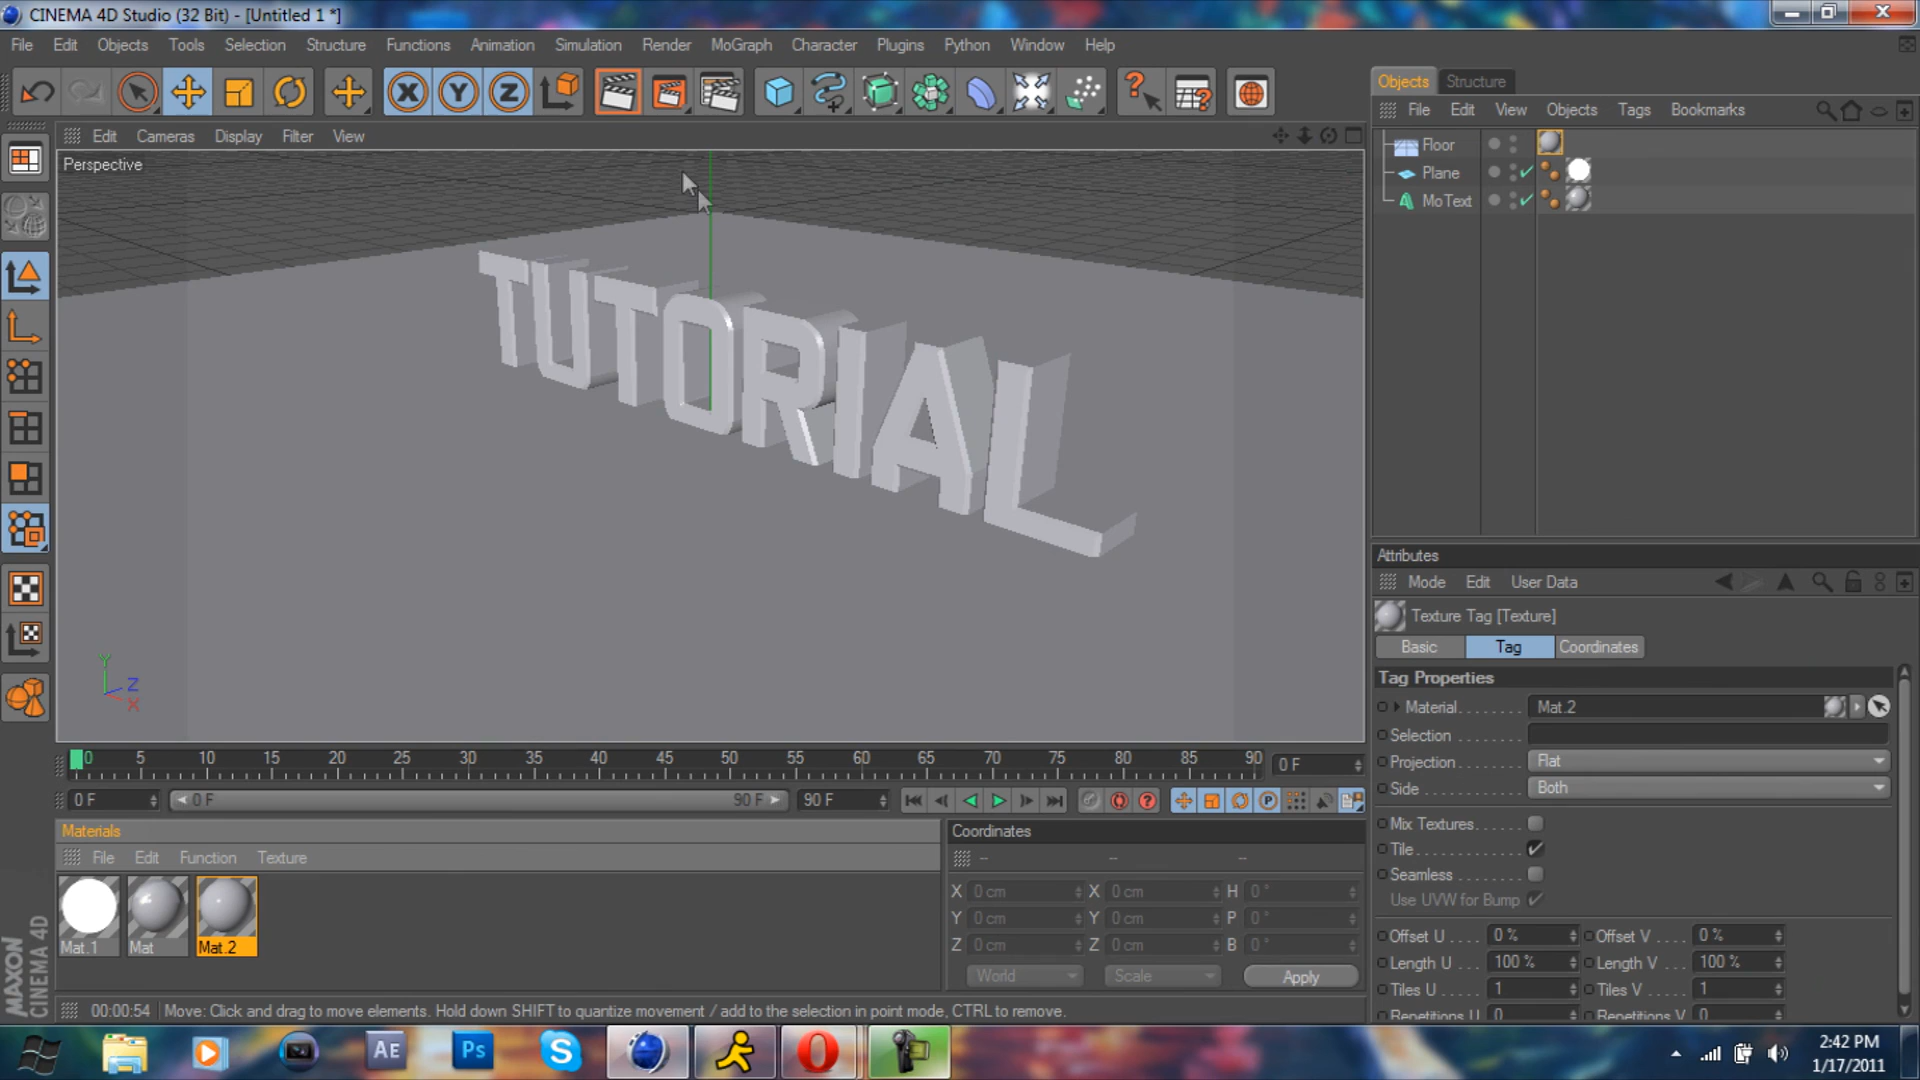 CINEMA 4D Studio (32 Bit) - [Untitled 1 *]
File Edit Objects Tools Selection Structure Functions Animation Simulation Render MoGraph Character Plugins Python Window Help
X Y Z
Edit Cameras Display Filter View
Perspective
TUTORIAL
Y
Z
X
Objects Structure
File Edit View Objects Tags Bookmarks
Floor
Plane
MoText
Attributes
Mode Edit User Data
Texture Tag [Texture]
Basic Tag Coordinates
Tag Properties
Material........ Mat.2
Selection
Projection Flat
Side Both
Mix Textures
Tile
Seamless
Use UVW for Bump
Offset U 0 % Offset V 0 %
Length U 100 % Length V 100 %
Tiles U 1 Tiles V 1
Repetitions U 0 Repetitions V 0
0 5 10 15 20 25 30 35 40 45 50 55 60 65 70 75 80 85 90 0 F
0 F 0 F 90 F 90 F
Materials
File Edit Function Texture
Mat.1 Mat Mat.2
Coordinates
-- -- --
X 0 cm X 0 cm H 0 °
Y 0 cm Y 0 cm P 0 °
Z 0 cm Z 0 cm B 0 °
World Scale Apply
MAXON
CINEMA 4D
00:00:54 Move: Click and drag to move elements. Hold down SHIFT to quantize movement / add to the selection in point mode, CTRL to remove.
AE Ps
2:42 PM
1/17/2011